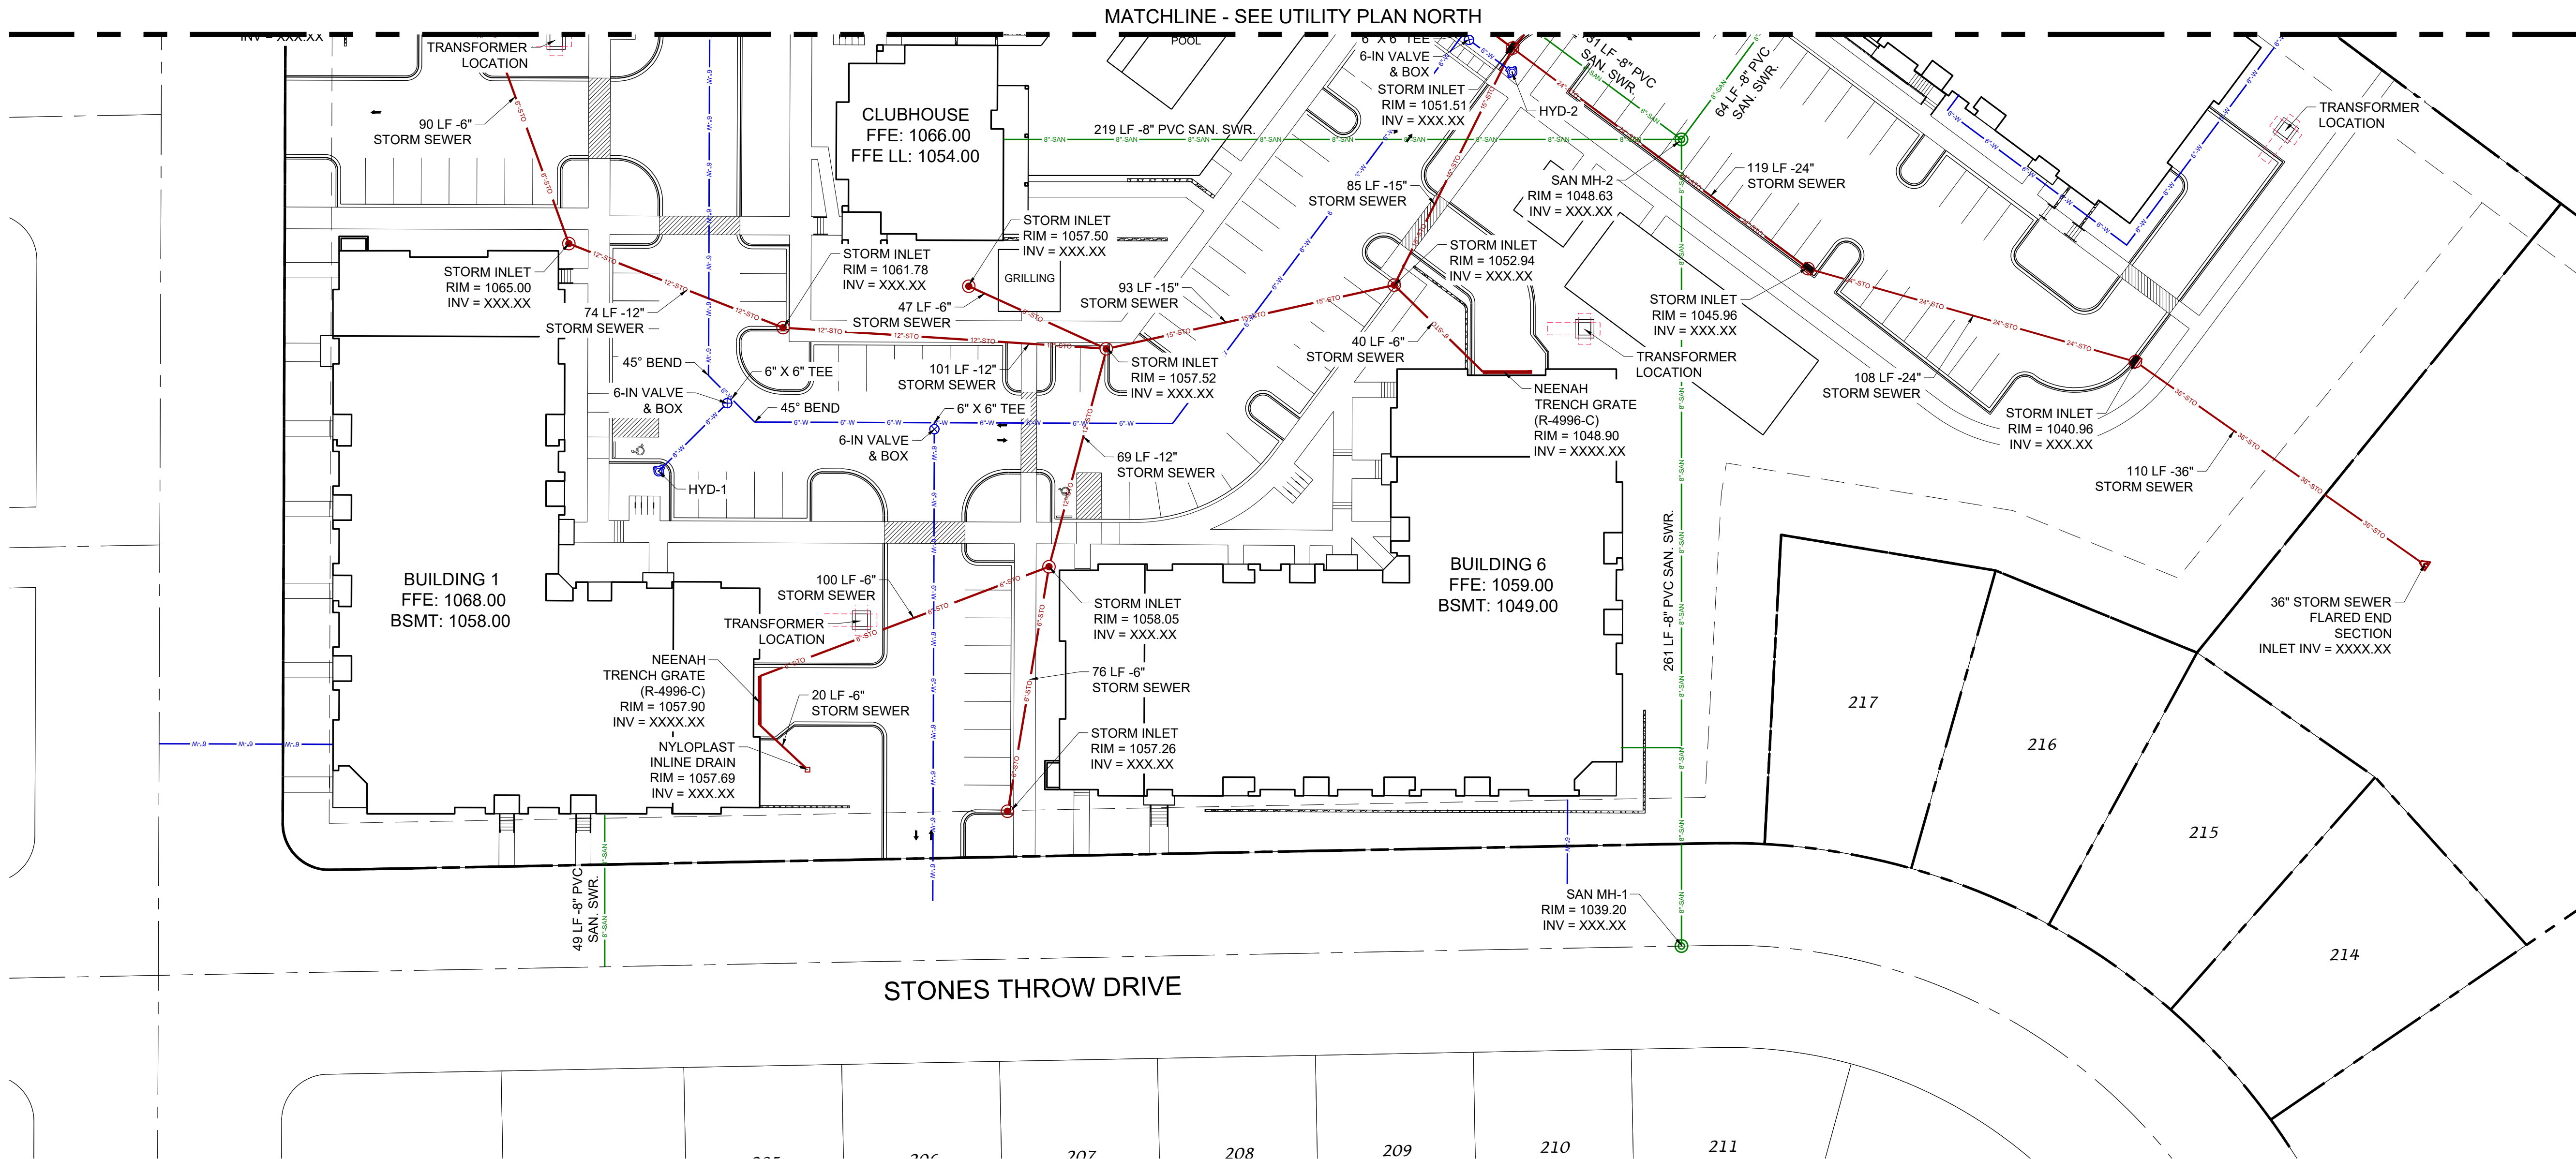 MATCHLINE - SEE UTILITY PLAN NORTH
INV = XXX.XX
TRANSFORMER
LOCATION
90 LF -6"
STORM SEWER
CLUBHOUSE
FFE: 1066.00
FFE LL: 1054.00
POOL
6" X 6" TEE
6-IN VALVE
& BOX
STORM INLET
RIM = 1051.51
INV = XXX.XX
HYD-2
SAN. SWR.
64 LF -8" PVC
SAN. SWR.
TRANSFORMER
LOCATION
219 LF -8" PVC SAN. SWR.
85 LF -15"
STORM SEWER
SAN MH-2
RIM = 1048.63
INV = XXX.XX
119 LF -24"
STORM SEWER
STORM INLET
RIM = 1057.50
INV = XXX.XX
STORM INLET
RIM = 1065.00
INV = XXX.XX
STORM INLET
RIM = 1061.78
INV = XXX.XX
GRILLING
STORM INLET
RIM = 1052.94
INV = XXX.XX
74 LF -12"
STORM SEWER
47 LF -6"
STORM SEWER
93 LF -15"
STORM SEWER
STORM INLET
RIM = 1045.96
INV = XXX.XX
40 LF -6"
STORM SEWER
TRANSFORMER
LOCATION
45° BEND
6" X 6" TEE
101 LF -12"
STORM SEWER
STORM INLET
RIM = 1057.52
INV = XXX.XX
108 LF -24"
STORM SEWER
6-IN VALVE
& BOX
45° BEND
6" X 6" TEE
6-IN VALVE
& BOX
NEENAH
TRENCH GRATE
(R-4996-C)
RIM = 1048.90
INV = XXXX.XX
STORM INLET
RIM = 1040.96
INV = XXX.XX
69 LF -12"
STORM SEWER
110 LF -36"
STORM SEWER
HYD-1
BUILDING 1
FFE: 1068.00
BSMT: 1058.00
100 LF -6"
STORM SEWER
TRANSFORMER
LOCATION
STORM INLET
RIM = 1058.05
INV = XXX.XX
BUILDING 6
FFE: 1059.00
BSMT: 1049.00
261 LF -8" PVC SAN. SWR.
36" STORM SEWER
FLARED END
SECTION
INLET INV = XXXX.XX
NEENAH
TRENCH GRATE
(R-4996-C)
RIM = 1057.90
INV = XXXX.XX
20 LF -6"
STORM SEWER
76 LF -6"
STORM SEWER
NYLOPLAST
INLINE DRAIN
RIM = 1057.69
INV = XXX.XX
STORM INLET
RIM = 1057.26
INV = XXX.XX
217
216
215
214
49 LF -8" PVC
SAN. SWR.
SAN MH-1
RIM = 1039.20
INV = XXX.XX
STONES THROW DRIVE
206
207
208
209
210
211